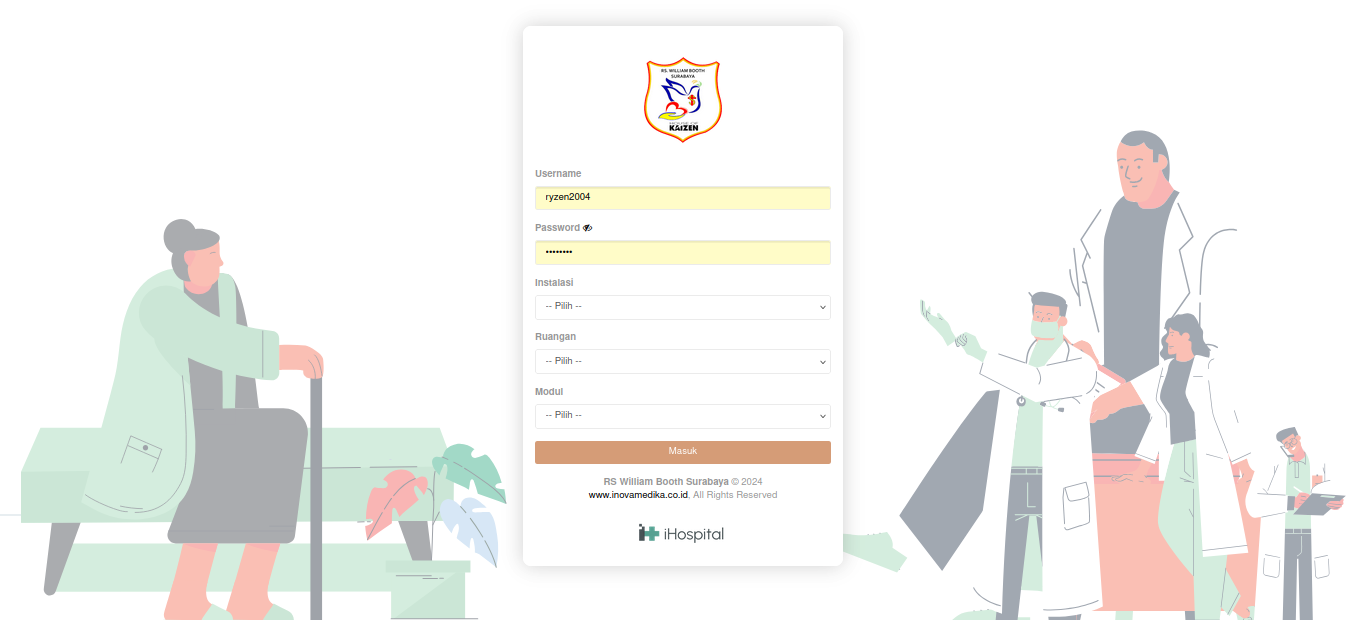 RS. WILLIAM BOOTH
SURABAYA
KAIZEN
Username
ryzen2004
Password
••••••••
Instalasi
-- Pilih --
Ruangan
-- Pilih --
Modul
-- Pilih --
Masuk
RS William Booth Surabaya © 2024
www.inovamedika.co.id, All Rights Reserved
iHospital